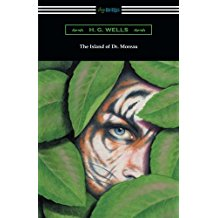 H. G. WELLS
The Island of Dr. Moreau